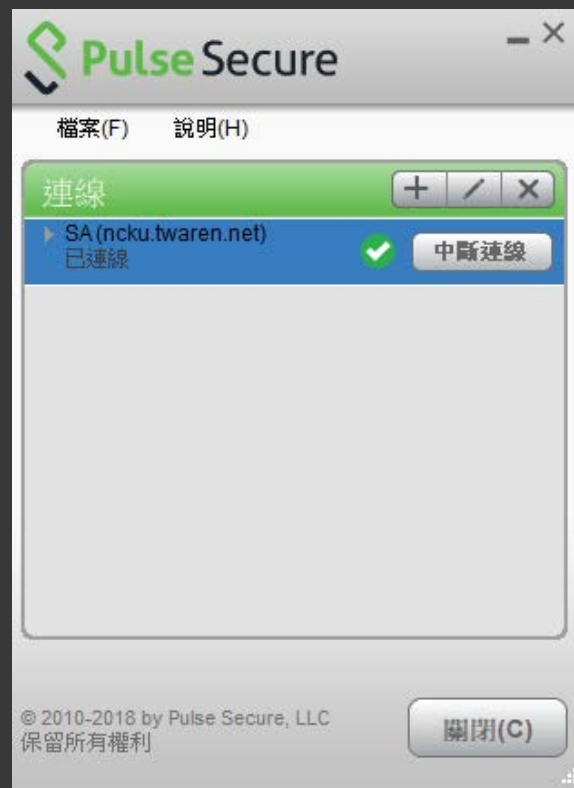 Pulse Secure
檔案(F) 說明(H)
連線
SA (ncku.twaren.net)
已連線
中斷連線
© 2010-2018 by Pulse Secure, LLC
保留所有權利
關閉(C)